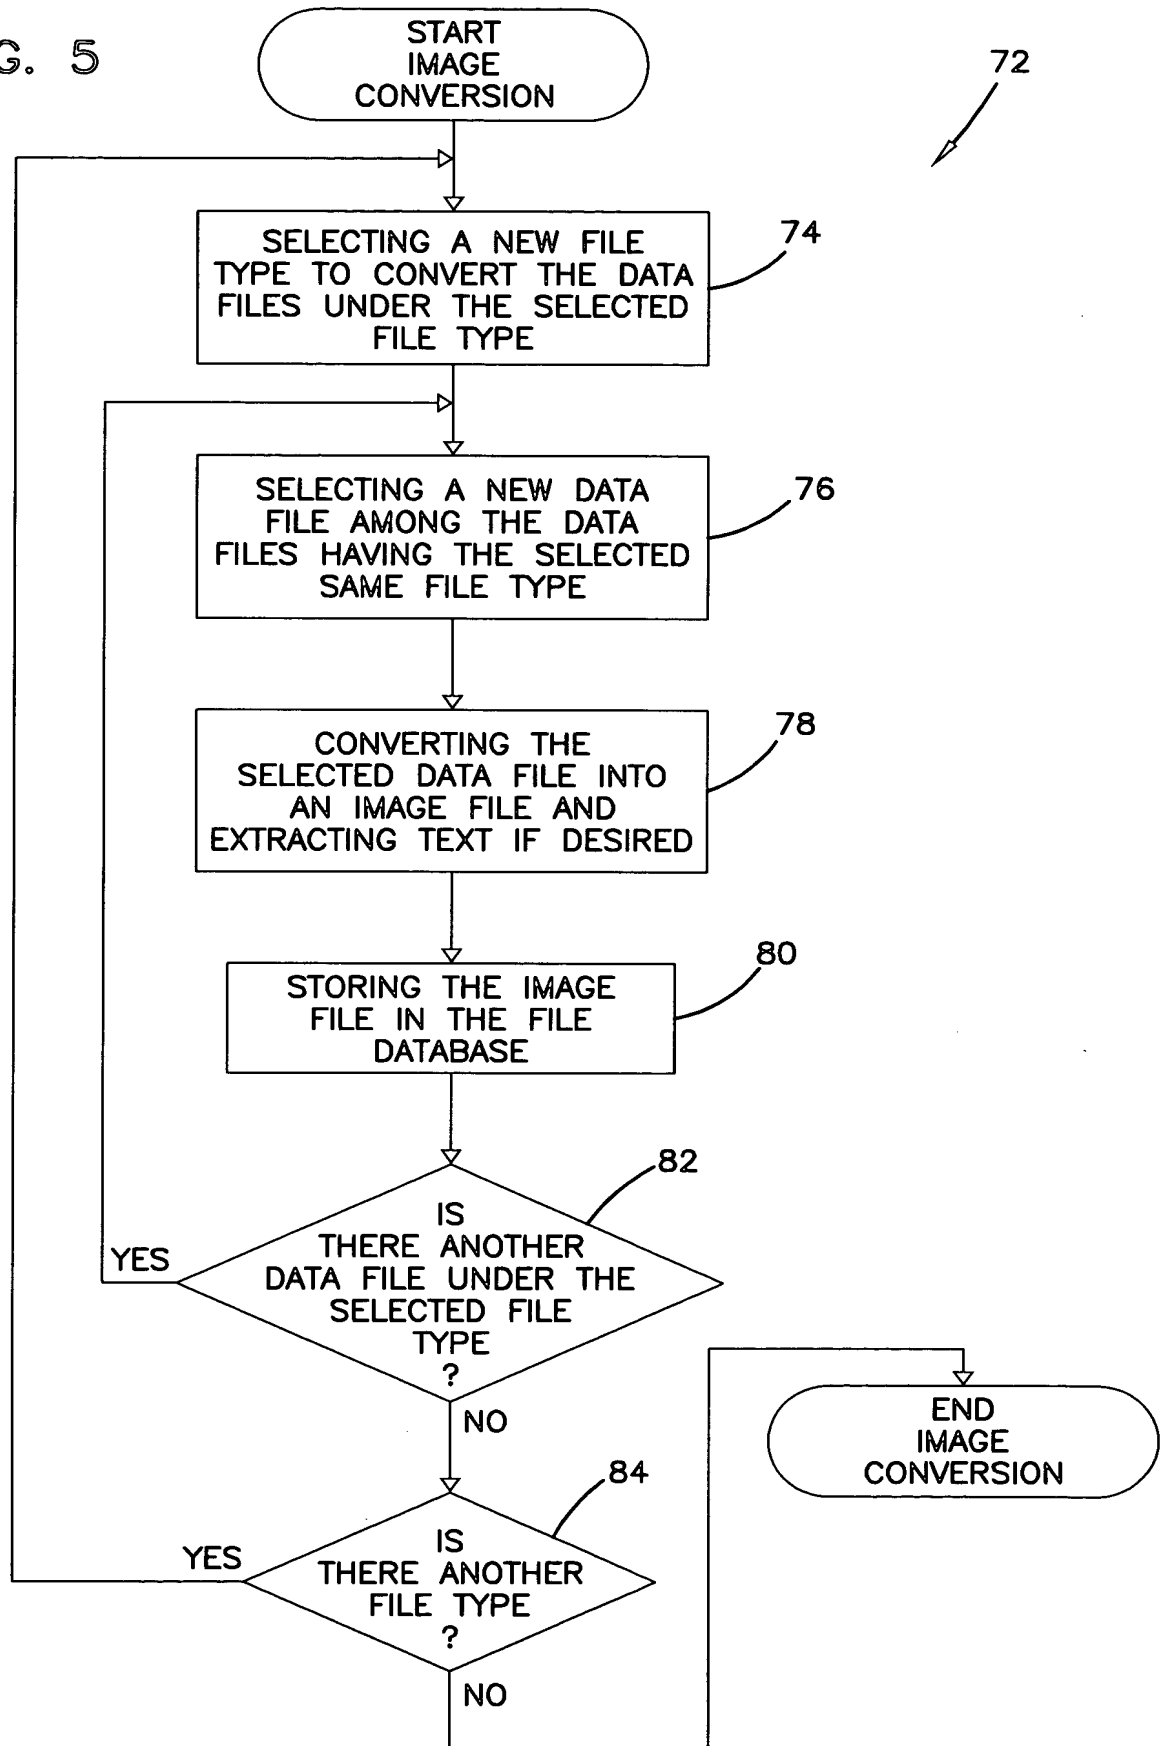 G. 5
START
IMAGE
CONVERSION
72
SELECTING A NEW FILE
TYPE TO CONVERT THE DATA
FILES UNDER THE SELECTED
FILE TYPE
74
SELECTING A NEW DATA
FILE AMONG THE DATA
FILES HAVING THE SELECTED
SAME FILE TYPE
76
CONVERTING THE
SELECTED DATA FILE INTO
AN IMAGE FILE AND
EXTRACTING TEXT IF DESIRED
78
STORING THE IMAGE
FILE IN THE FILE
DATABASE
80
IS
THERE ANOTHER
DATA FILE UNDER THE
SELECTED FILE
TYPE
?
82
YES
NO
IS
THERE ANOTHER
FILE TYPE
?
84
YES
NO
END
IMAGE
CONVERSION